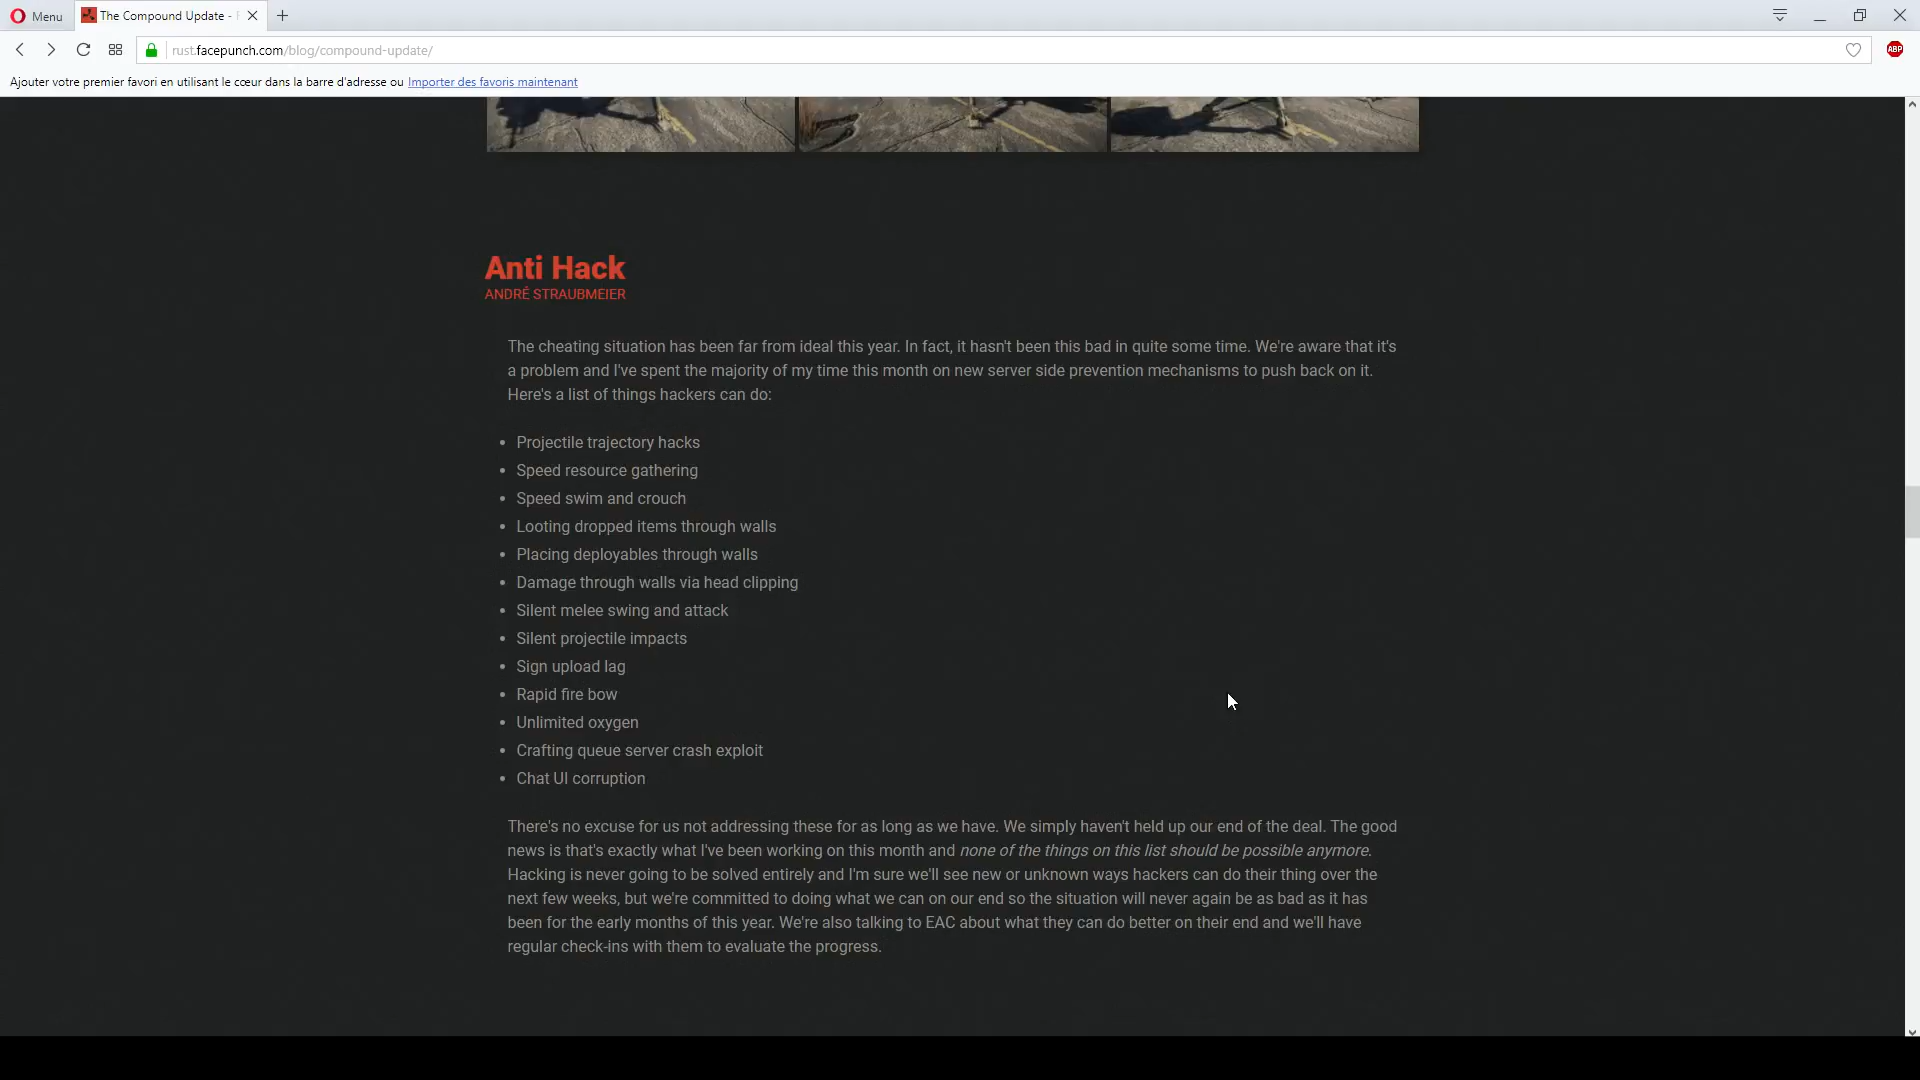 Menu
The Compound Update -
rust.facepunch.com/blog/compound-update/
ABP
Ajouter votre premier favori en utilisant le cœur dans la barre d'adresse ou Importer des favoris maintenant
Anti Hack
ANDRÉ STRAUBMEIER
The cheating situation has been far from ideal this year. In fact, it hasn't been this bad in quite some time. We're aware that it's
a problem and I've spent the majority of my time this month on new server side prevention mechanisms to push back on it.
Here's a list of things hackers can do:
• Projectile trajectory hacks
• Speed resource gathering
• Speed swim and crouch
• Looting dropped items through walls
• Placing deployables through walls
• Damage through walls via head clipping
• Silent melee swing and attack
• Silent projectile impacts
• Sign upload lag
• Rapid fire bow
• Unlimited oxygen
• Crafting queue server crash exploit
• Chat UI corruption
There's no excuse for us not addressing these for as long as we have. We simply haven't held up our end of the deal. The good
news is that's exactly what I've been working on this month and none of the things on this list should be possible anymore.
Hacking is never going to be solved entirely and I'm sure we'll see new or unknown ways hackers can do their thing over the
next few weeks, but we're committed to doing what we can on our end so the situation will never again be as bad as it has
been for the early months of this year. We're also talking to EAC about what they can do better on their end and we'll have
regular check-ins with them to evaluate the progress.